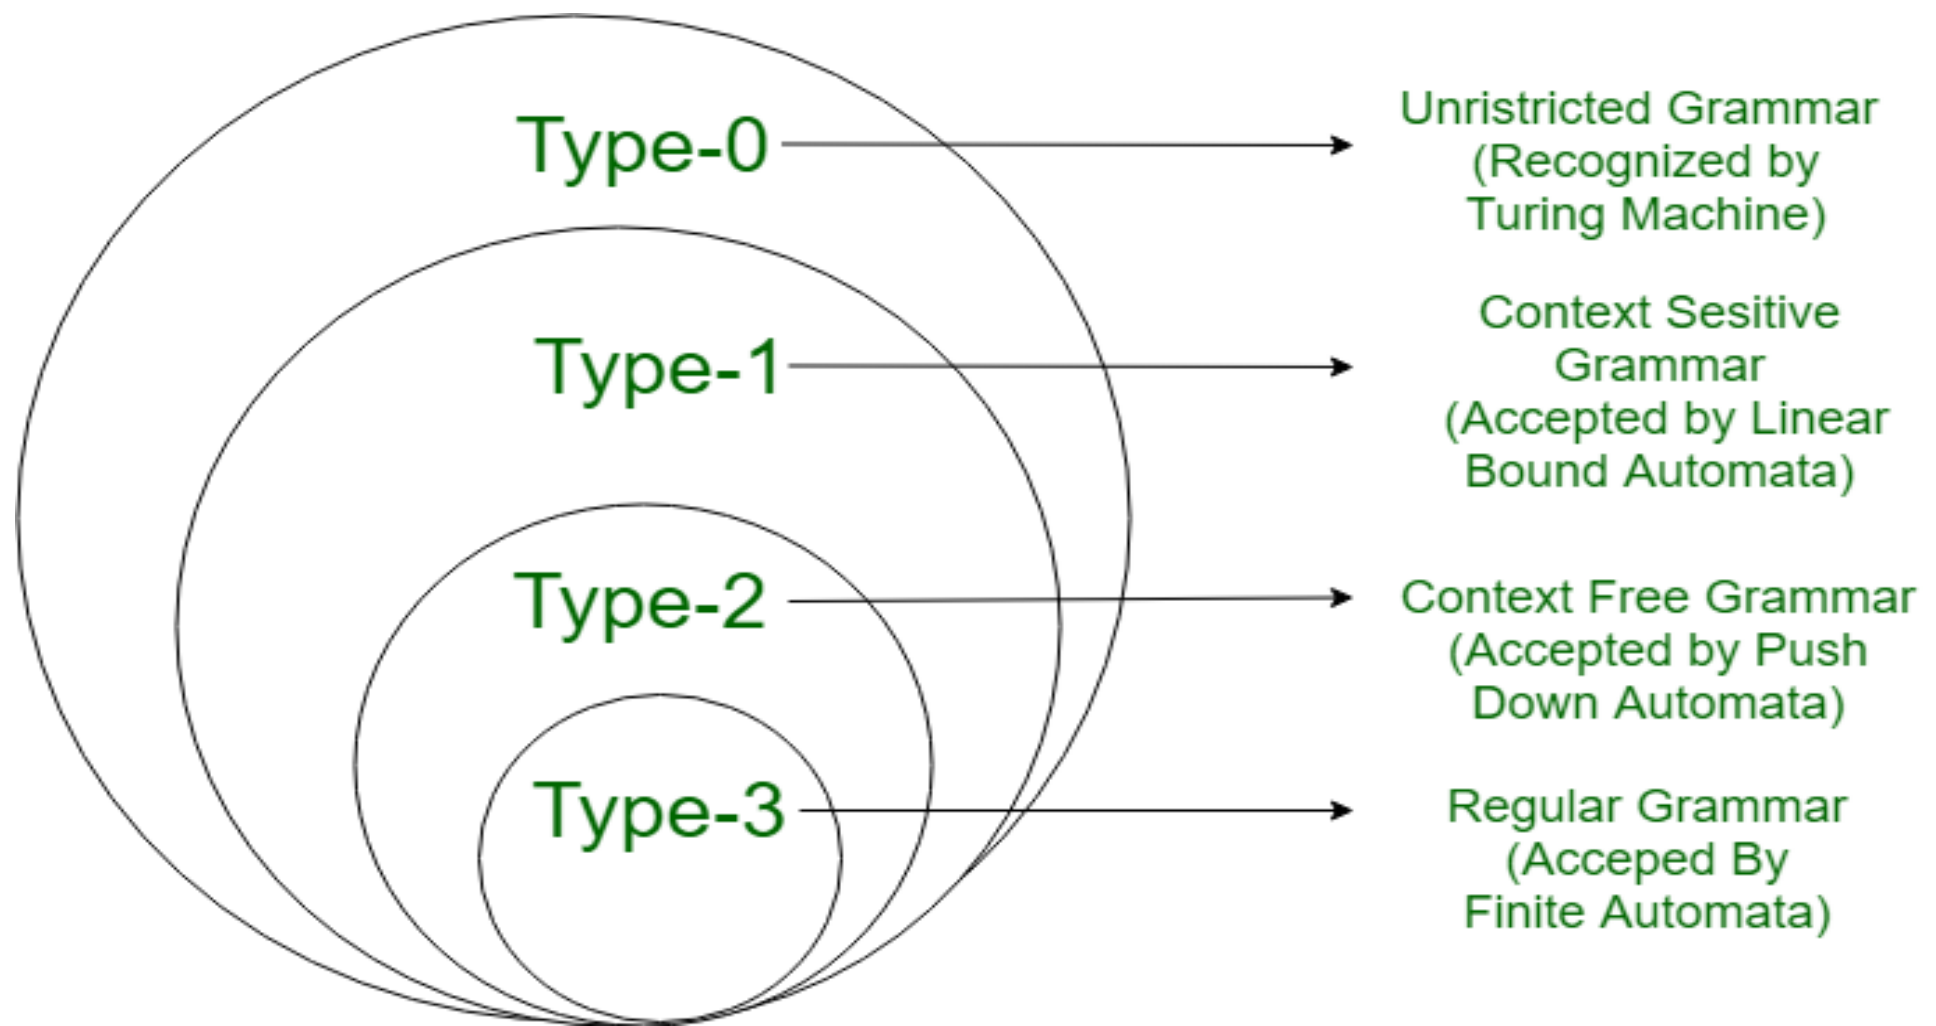 Type-0
Unristricted Grammar
(Recognized by
Turing Machine)
Type-1
Context Sesitive
Grammar
(Accepted by Linear
Bound Automata)
Type-2
Context Free Grammar
(Accepted by Push
Down Automata)
Type-3
Regular Grammar
(Acceped By
Finite Automata)